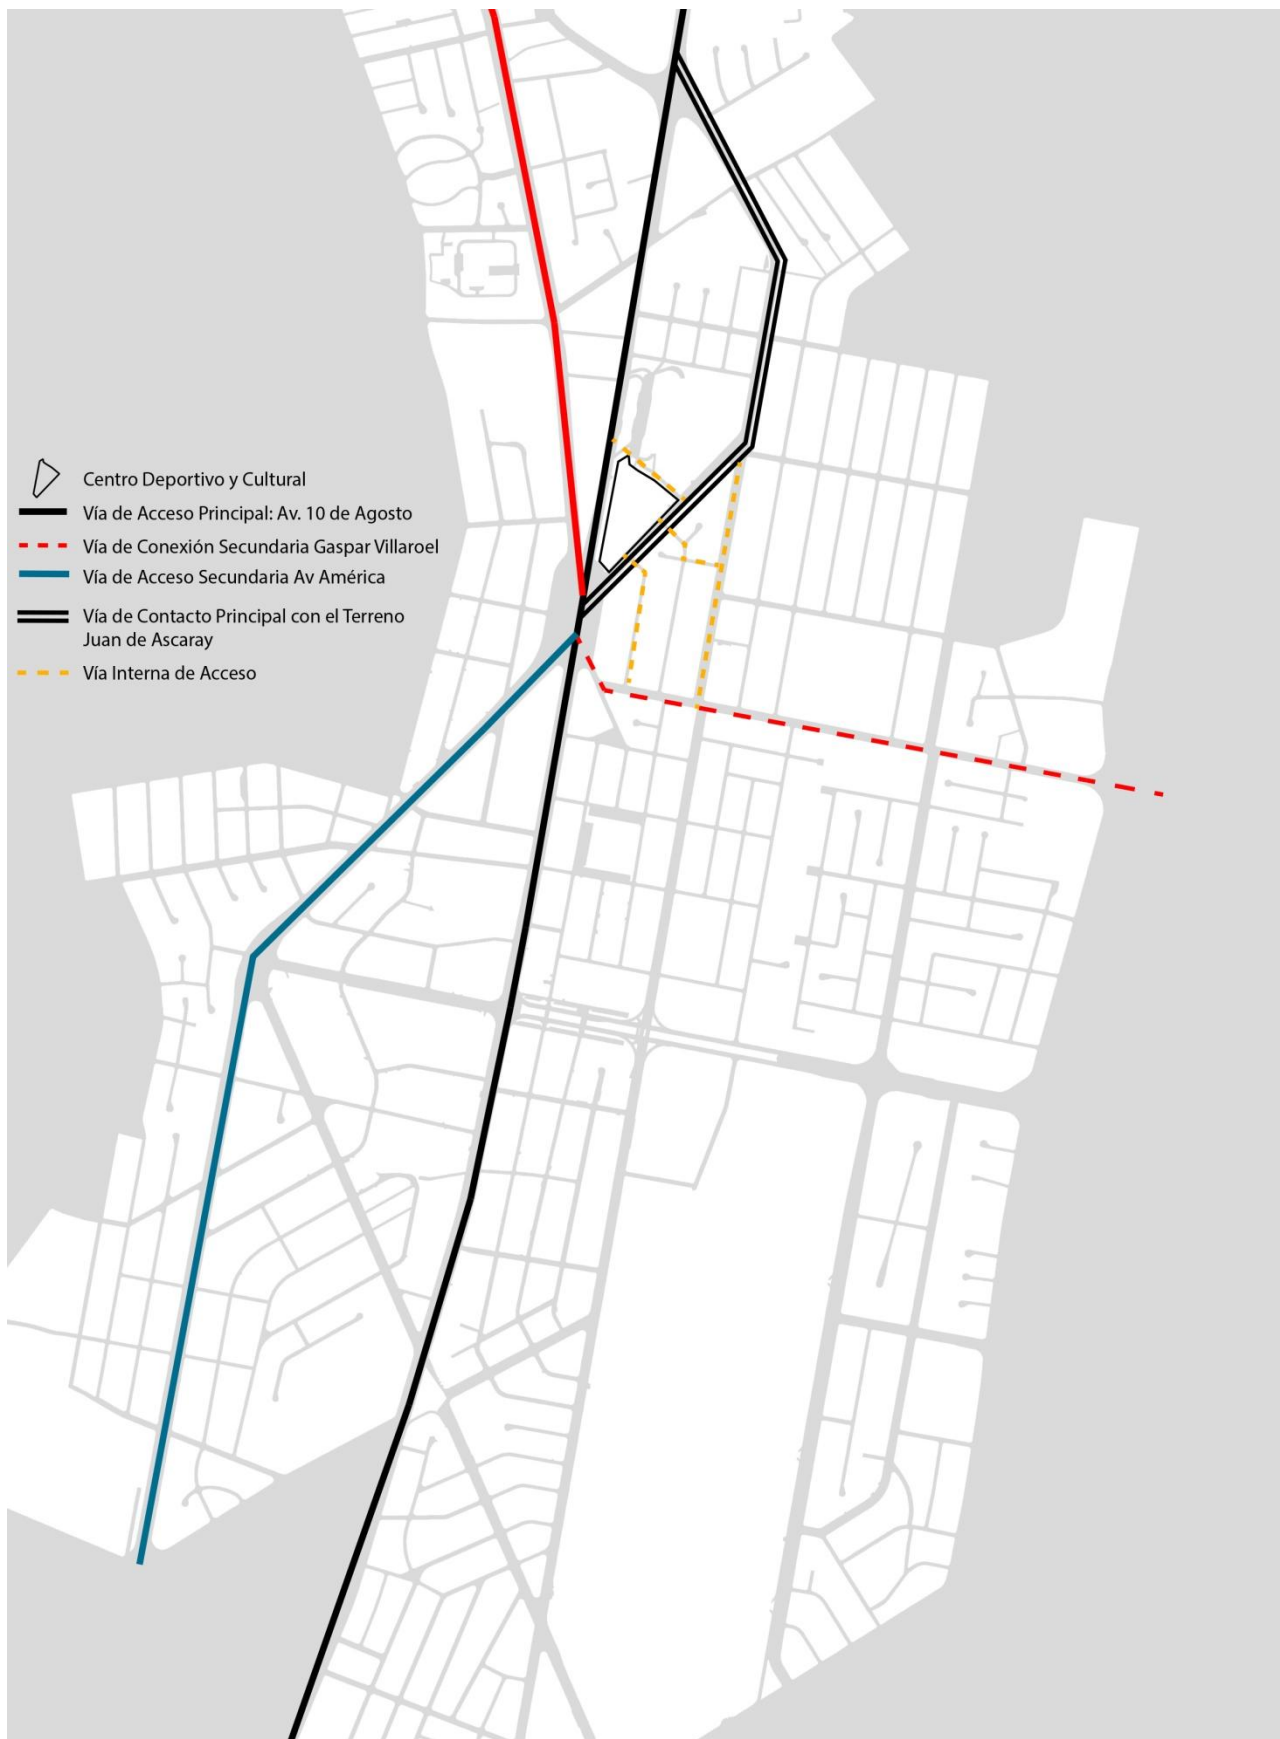 Centro Deportivo y Cultural
Vía de Acceso Principal: Av. 10 de Agosto
Vía de Conexión Secundaria Gaspar Villaroel
Vía de Acceso Secundaria Av América
Vía de Contacto Principal con el Terreno
Juan de Ascaray
Vía Interna de Acceso